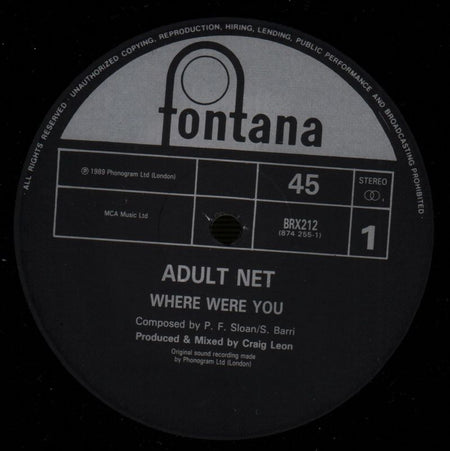 ALL RIGHTS RESERVED · UNAUTHORIZED COPYING, REPRODUCTION, HIRING, LENDING, PUBLIC PERFORMANCE AND BROADCASTING PROHIBITED ·
fontana
℗ 1989 Phonogram Ltd (London)
45
STEREO
MCA Music Ltd
BRX212
(874 255-1)
1
ADULT NET
WHERE WERE YOU
Composed by P. F. Sloan/S. Barri
Produced & Mixed by Craig Leon
Original sound recording made
by Phonogram Ltd (London)